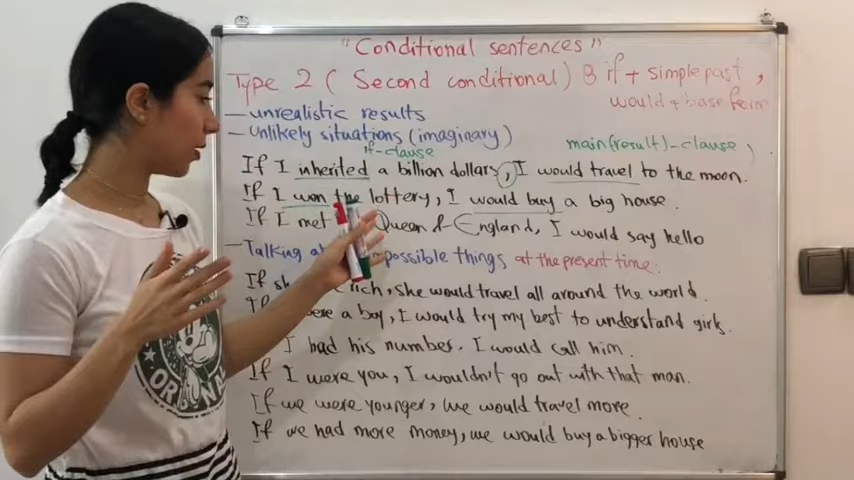 "Conditional sentences"
Type 2 ( Second conditional) 8 if + simple past,
would + base form
- unrealistic results
- Unlikely situations (imaginary)
if-clause main(result)-clause
If I inherited a billion dollars, I would travel to the moon.
If I won the lottery, I would buy a big house.
If I met Queen of England, I would say hello
- Talking possible things at the present time.
If rich, she would travel all around the world.
a boy, I would try my best to understand girls.
I had his number. I would call him.
If I were you, I wouldn't go out with that man.
If we were younger, we would travel more.
If we had more money, we would buy a bigger house